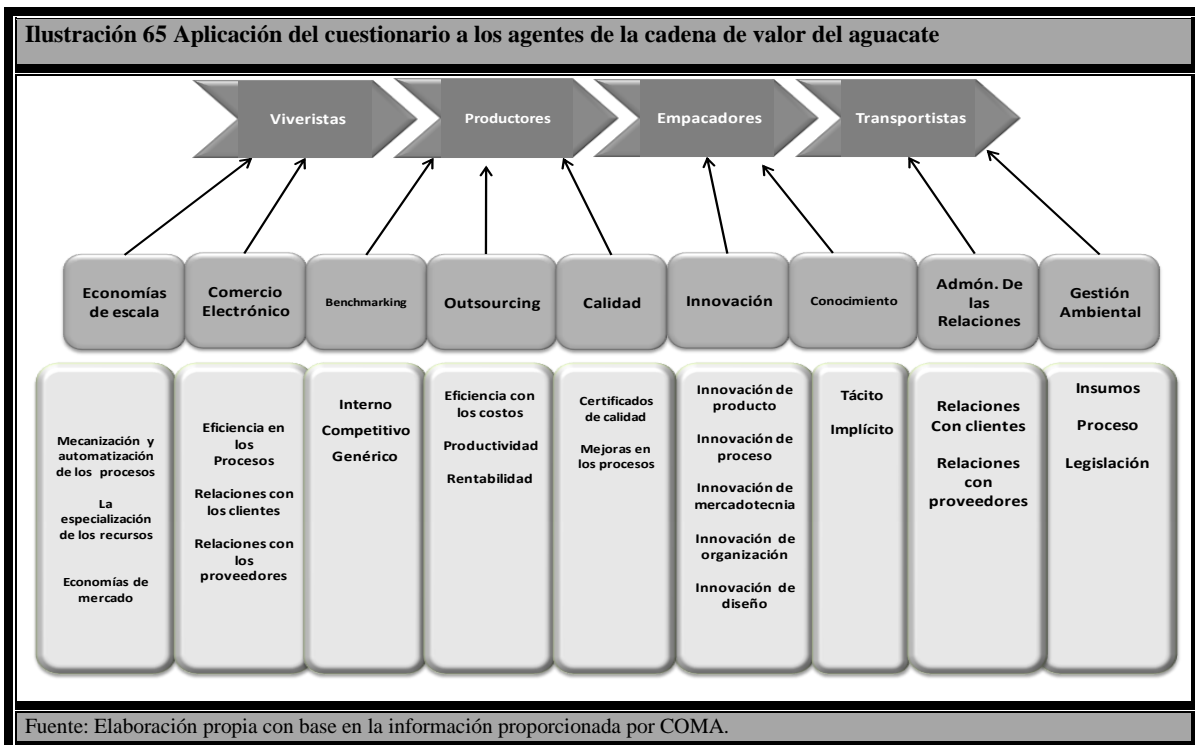 Ilustración 65 Aplicación del cuestionario a los agentes de la cadena de valor del aguacate
Viveristas
Productores
Empacadores
Transportistas
Economías
de escala
Comercio
Electrónico
Benchmarking
Outsourcing
Calidad
Innovación
Conocimiento
Admón. De
las
Relaciones
Gestión
Ambiental
Mecanización y
automatización
de los procesos
La
especialización
de los recursos
Economías de
mercado
Eficiencia en
los
Procesos
Relaciones con
los clientes
Relaciones con
los
proveedores
Interno
Competitivo
Genérico
Eficiencia con
los costos
Productividad
Rentabilidad
Certificados
de calidad
Mejoras en
los procesos
Innovación de
producto
Innovación de
proceso
Innovación de
mercadotecnia
Innovación de
organización
Innovación de
diseño
Tácito
Implícito
Relaciones
Con clientes
Relaciones
con
proveedores
Insumos
Proceso
Legislación
Fuente: Elaboración propia con base en la información proporcionada por COMA.